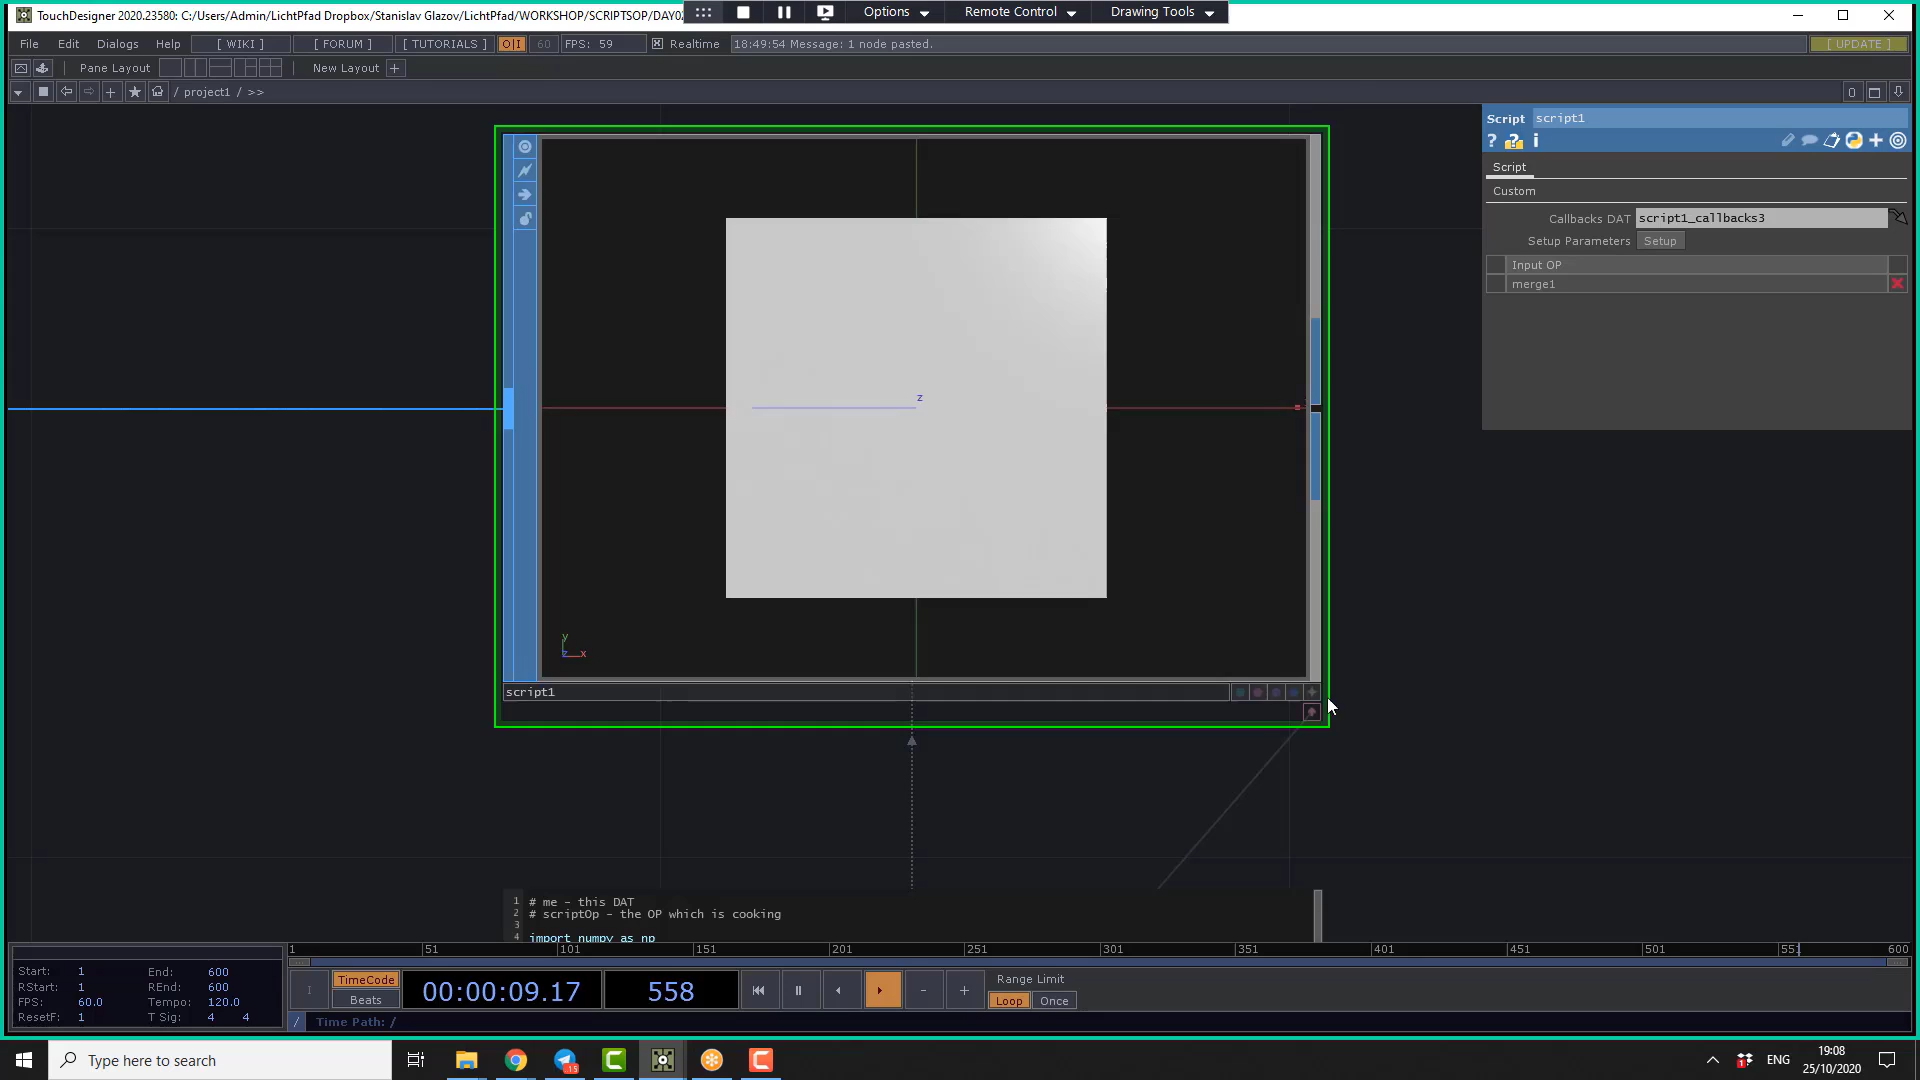 TouchDesigner 2020.23580: C:/Users/Admin/LichtPfad Dropbox/Stanislav Glazov/LichtPfad/WORKSHOP/SCRIPTSOP/DAY02
Options
Remote Control
Drawing Tools
File Edit Dialogs Help [ WIKI ] [ FORUM ] [ TUTORIALS ] O|I 60 FPS: 59 Realtime 18:49:54 Message: 1 node pasted. [ UPDATE ]
Pane Layout New Layout +
/ project1 / >> 0
Script script1
? ? i
Script
Custom
Callbacks DAT script1_callbacks3
Setup Parameters Setup
Input OP
merge1
z
y
z x
script1
1 # me - this DAT
2 # scriptOp - the OP which is cooking
3
4 import numpy as np
1 51 101 151 201 251 301 351 401 451 501 551 600
Start: 1 End: 600
RStart: 1 REnd: 600
FPS: 60.0 Tempo: 120.0
ResetF: 1 T Sig: 4 4
TimeCode
Beats
00:00:09.17
558
Range Limit
Loop Once
/ Time Path: /
Type here to search
ENG
19:08
25/10/2020